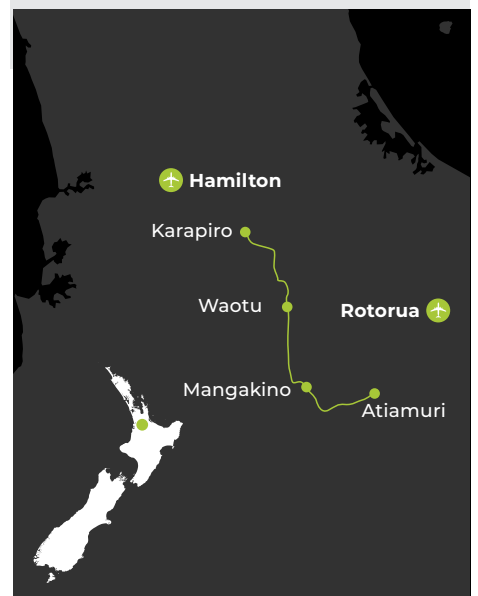 Hamilton
Karapiro
Waotu
Rotorua
Mangakino
Atiamuri